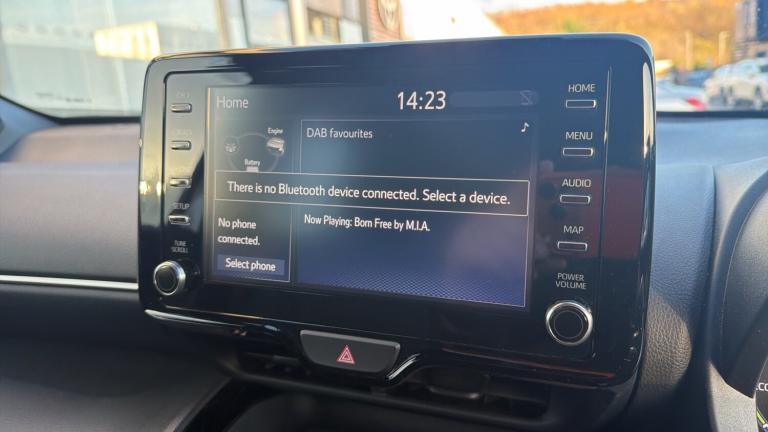 Home
14:23
Engine
Battery
DAB favourites
There is no Bluetooth device connected. Select a device.
No phone
connected.
Now Playing: Born Free by M.I.A.
Select phone
SETUP
TUNE
/SCROLL
HOME
MENU
AUDIO
MAP
POWER
VOLUME